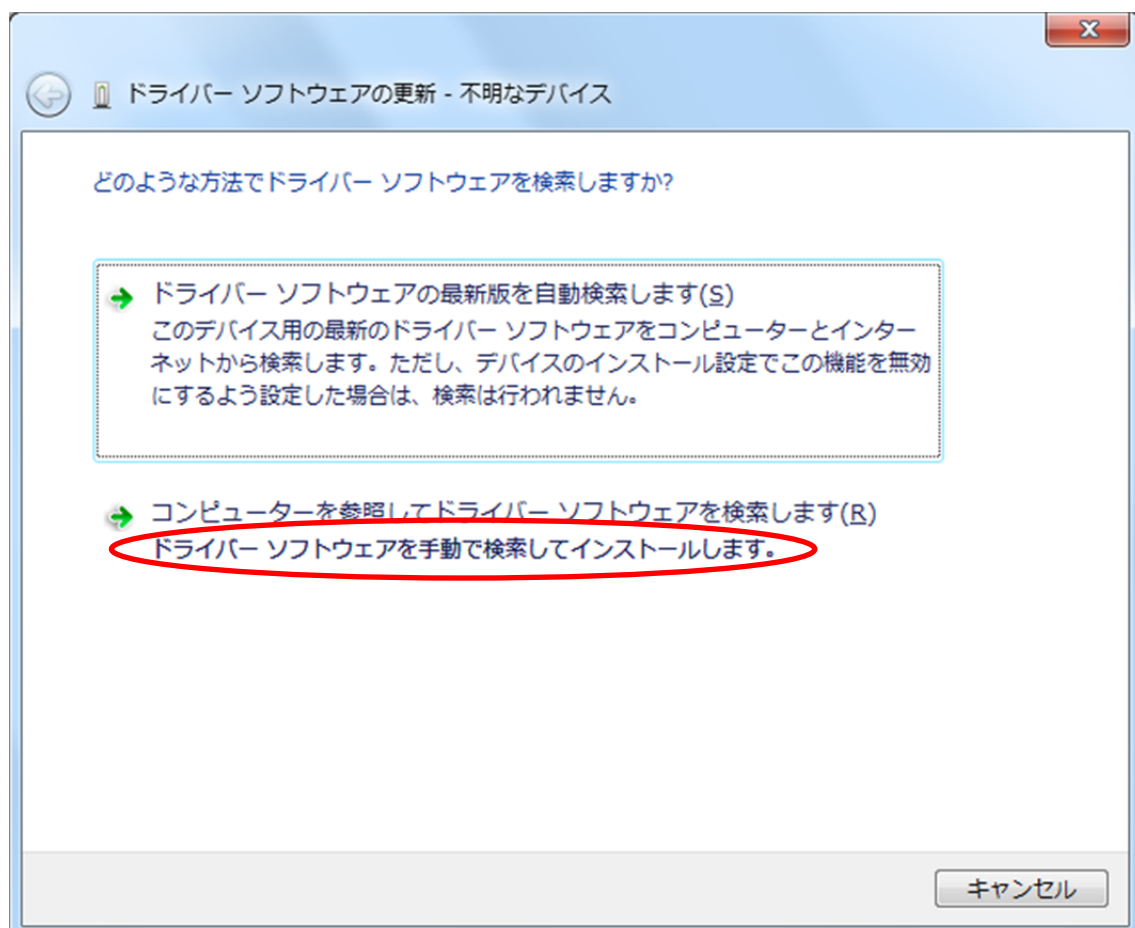 ドライバー ソフトウェアの更新 - 不明なデバイス
どのような方法でドライバー ソフトウェアを検索しますか?
ドライバー ソフトウェアの最新版を自動検索します(S)
このデバイス用の最新のドライバー ソフトウェアをコンピューターとインター
ネットから検索します。ただし、デバイスのインストール設定でこの機能を無効
にするよう設定した場合は、検索は行われません。
コンピューターを参照してドライバー ソフトウェアを検索します(R)
ドライバー ソフトウェアを手動で検索してインストールします。
キャンセル